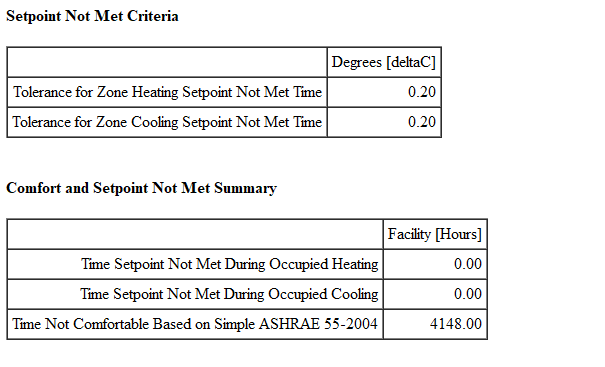 Setpoint Not Met Criteria
Degrees [deltaC]
Tolerance for Zone Heating Setpoint Not Met Time 0.20
Tolerance for Zone Cooling Setpoint Not Met Time 0.20
Comfort and Setpoint Not Met Summary
Facility [Hours]
Time Setpoint Not Met During Occupied Heating 0.00
Time Setpoint Not Met During Occupied Cooling 0.00
Time Not Comfortable Based on Simple ASHRAE 55-2004 4148.00